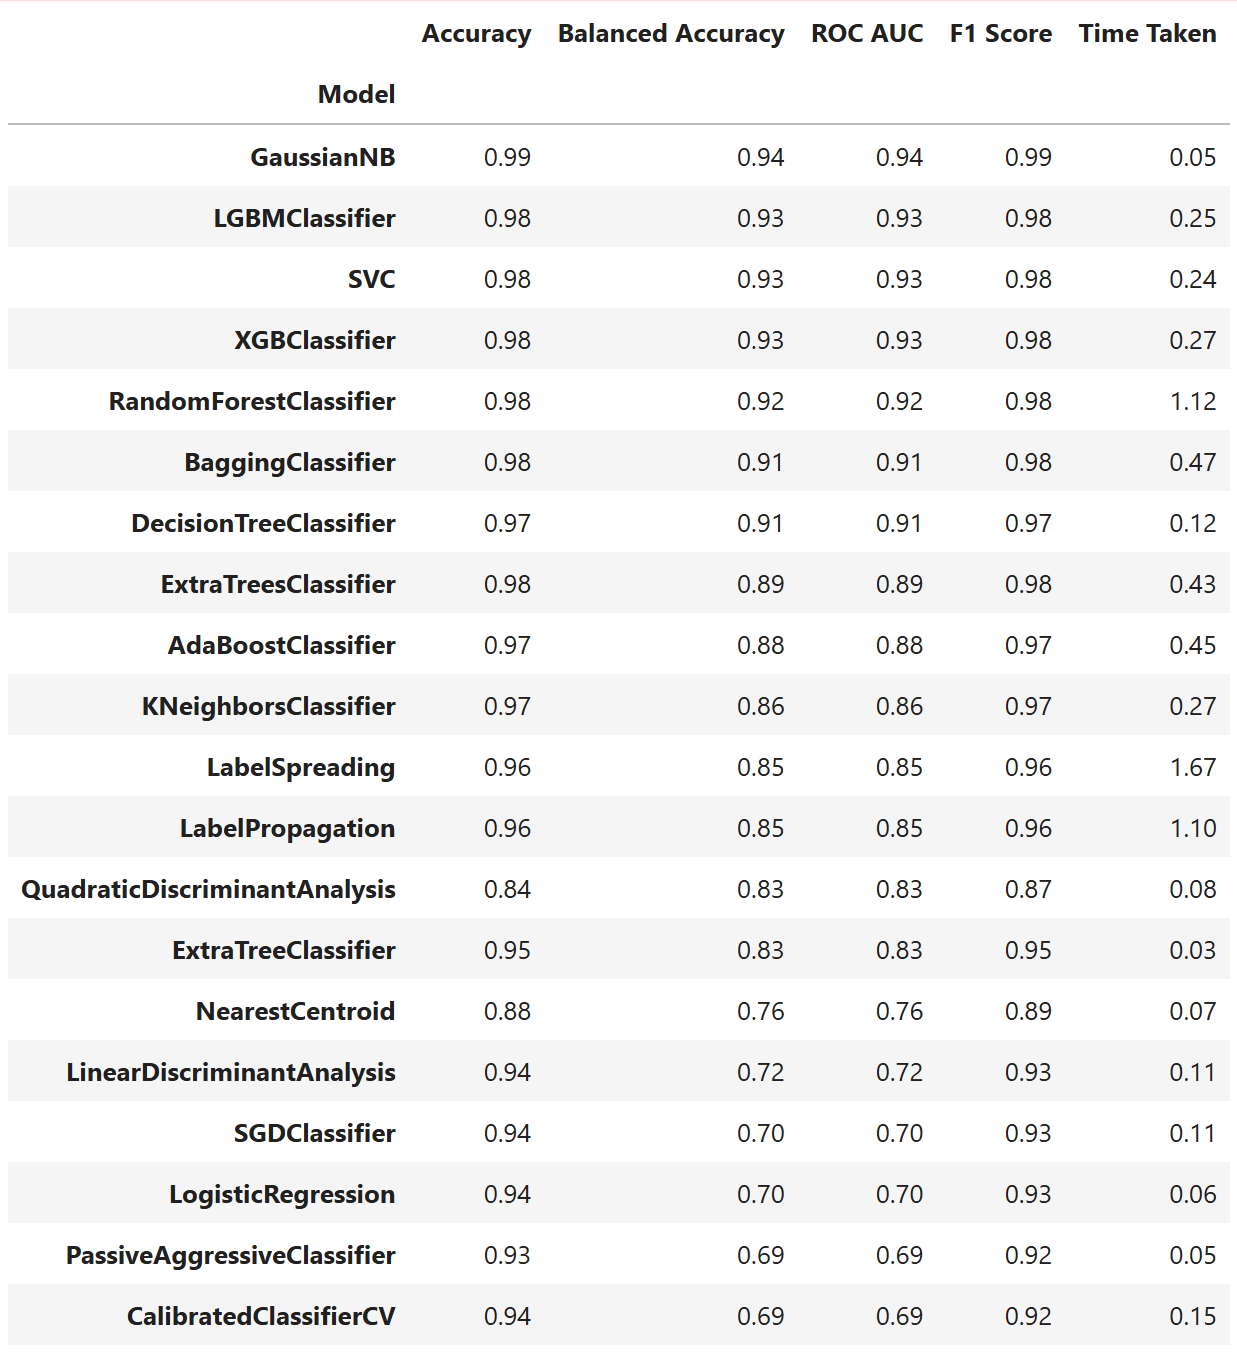 Accuracy Balanced Accuracy ROC AUC F1 Score Time Taken
Model
GaussianNB 0.99 0.94 0.94 0.99 0.05
LGBMClassifier 0.98 0.93 0.93 0.98 0.25
SVC 0.98 0.93 0.93 0.98 0.24
XGBClassifier 0.98 0.93 0.93 0.98 0.27
RandomForestClassifier 0.98 0.92 0.92 0.98 1.12
BaggingClassifier 0.98 0.91 0.91 0.98 0.47
DecisionTreeClassifier 0.97 0.91 0.91 0.97 0.12
ExtraTreesClassifier 0.98 0.89 0.89 0.98 0.43
AdaBoostClassifier 0.97 0.88 0.88 0.97 0.45
KNeighborsClassifier 0.97 0.86 0.86 0.97 0.27
LabelSpreading 0.96 0.85 0.85 0.96 1.67
LabelPropagation 0.96 0.85 0.85 0.96 1.10
QuadraticDiscriminantAnalysis 0.84 0.83 0.83 0.87 0.08
ExtraTreeClassifier 0.95 0.83 0.83 0.95 0.03
NearestCentroid 0.88 0.76 0.76 0.89 0.07
LinearDiscriminantAnalysis 0.94 0.72 0.72 0.93 0.11
SGDClassifier 0.94 0.70 0.70 0.93 0.11
LogisticRegression 0.94 0.70 0.70 0.93 0.06
PassiveAggressiveClassifier 0.93 0.69 0.69 0.92 0.05
CalibratedClassifierCV 0.94 0.69 0.69 0.92 0.15